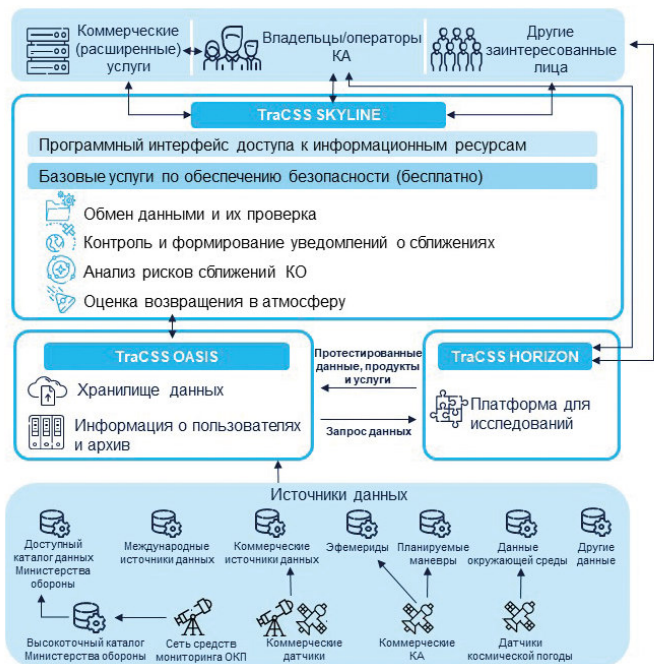 Коммерческие
(расширенные)
услуги
Владельцы/операторы
КА
Другие
заинтересованные
лица
TraCSS SKYLINE
Программный интерфейс доступа к информационным ресурсам
Базовые услуги по обеспечению безопасности (бесплатно)
Обмен данными и их проверка
Контроль и формирование уведомлений о сближениях
Анализ рисков сближений КО
Оценка возвращения в атмосферу
TraCSS OASIS
Хранилище данных
Информация о пользователях
и архив
Протестированные
данные, продукты
и услуги
Запрос данных
TraCSS HORIZON
Платформа для
исследований
Источники данных
Доступный
каталог данных
Министерства
обороны
Международные
источники данных
Коммерческие
источники данных
Эфемериды
Планируемые
маневры
Данные
окружающей среды
Другие
данные
Высокоточный каталог
Министерства обороны
Сеть средств
мониторинга ОКП
Коммерческие
датчики
Коммерческие
КА
Датчики
космической погоды